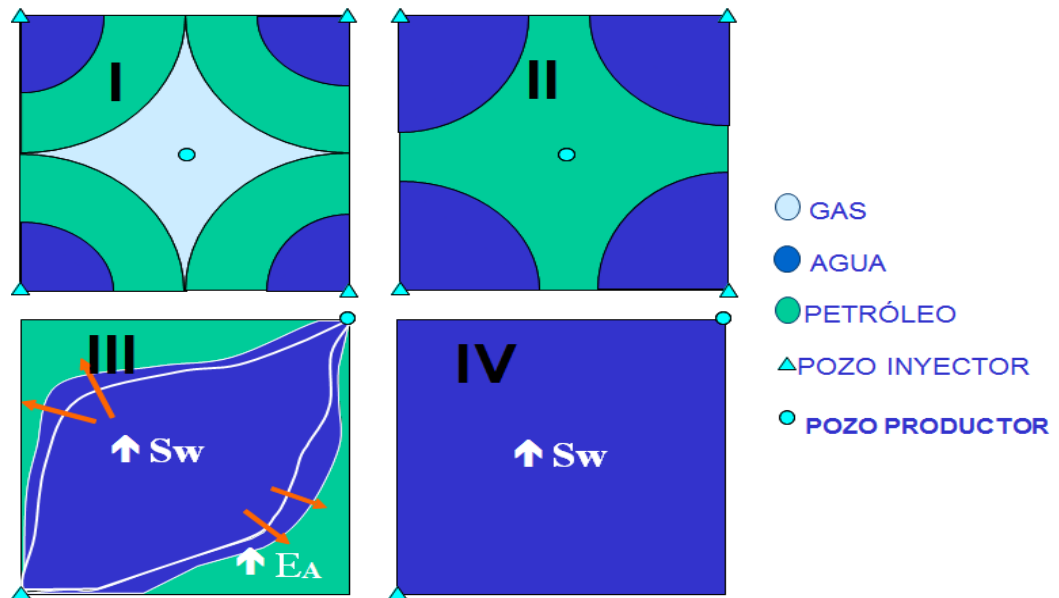 I
II
GAS
AGUA
PETRÓLEO
POZO INYECTOR
POZO PRODUCTOR
III
Sw
EA
IV
Sw